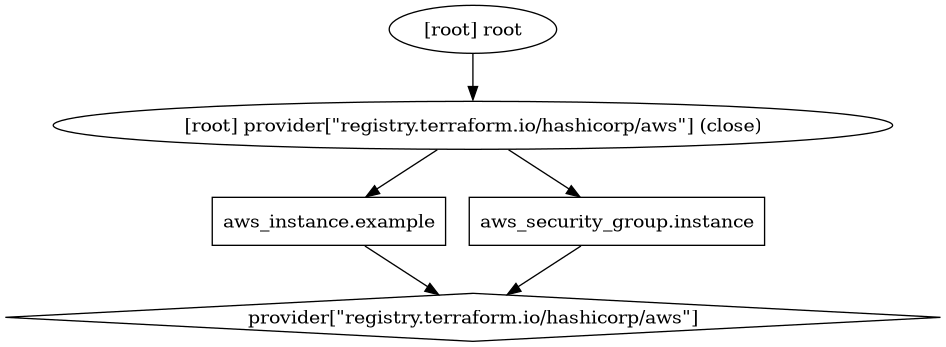 [root] root
[root] provider[\"registry.terraform.io/hashicorp/aws\"] (close)
aws_instance.example
aws_security_group.instance
provider[\"registry.terraform.io/hashicorp/aws\"]